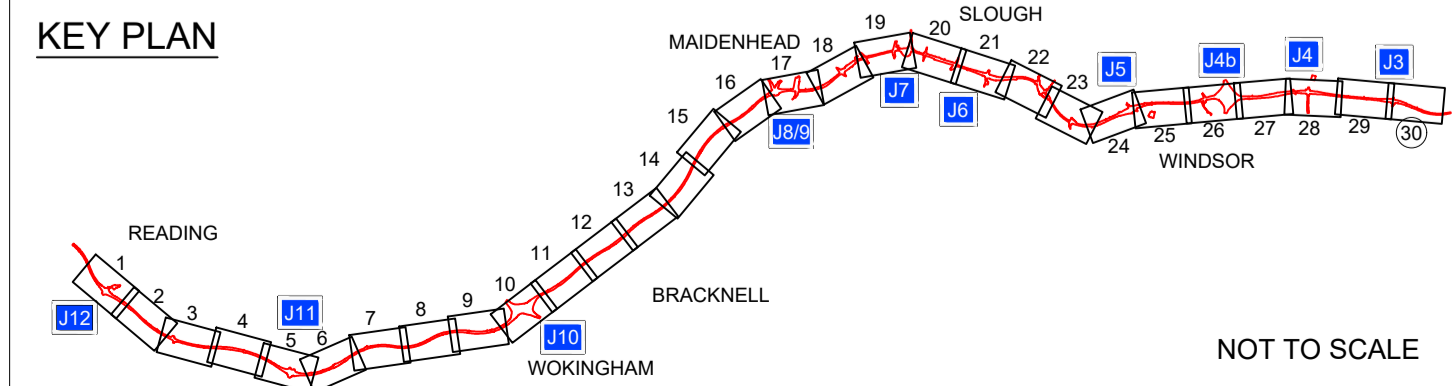 KEY PLAN
READING
J12
1
2
3
4
J11
5
6
7
8
9
10
J10
WOKINGHAM
11
12
13
BRACKNELL
14
15
16
MAIDENHEAD
17
J8/9
18
19
J7
20
SLOUGH
J6
21
22
23
J5
24
25
WINDSOR
J4b
26
27
J4
28
29
J3
30
NOT TO SCALE